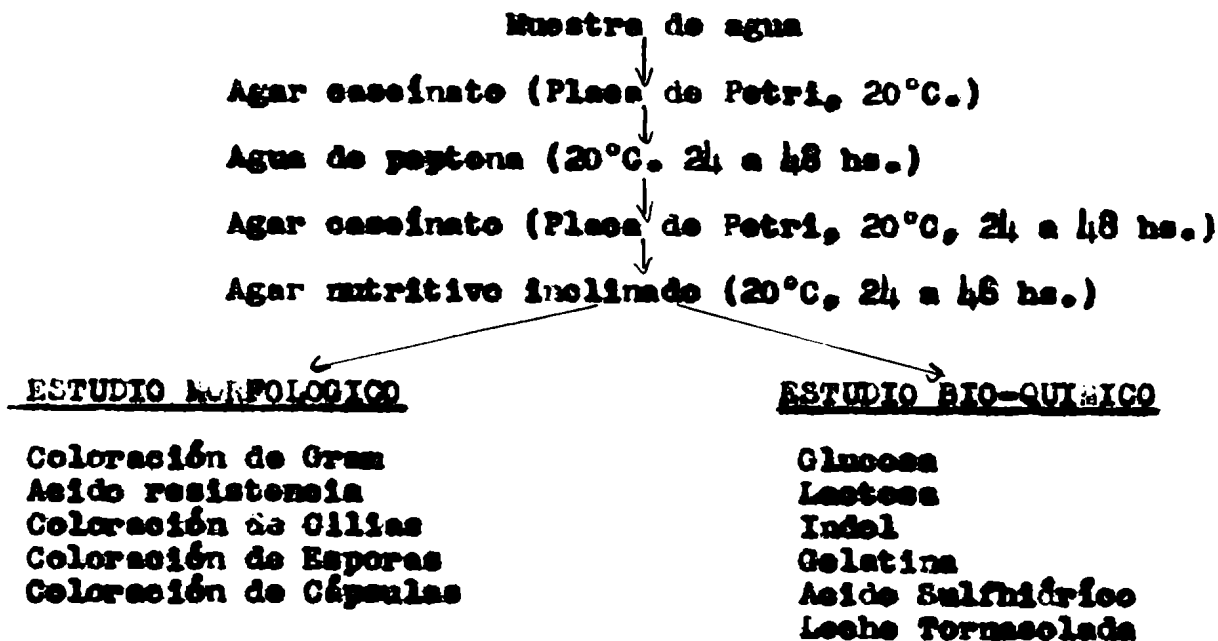 Muestra de agua
Agar caseínato (Placa de Petri, 20°C.)
Agua de peptona (20°C. 24 a 48 hs.)
Agar caseínato (Placa de Petri, 20°C, 24 a 48 hs.)
Agar nutritivo inclinado (20°C, 24 a 48 hs.)
ESTUDIO MORFOLOGICO
Coloración de Gram
Acido resistencia
Coloración de Cilias
Coloración de Esporas
Coloración de Cápsulas
ESTUDIO BIO-QUIMICO
Glucosa
Lactosa
Indol
Gelatina
Acido Sulfhídrico
Leche Tornasolada